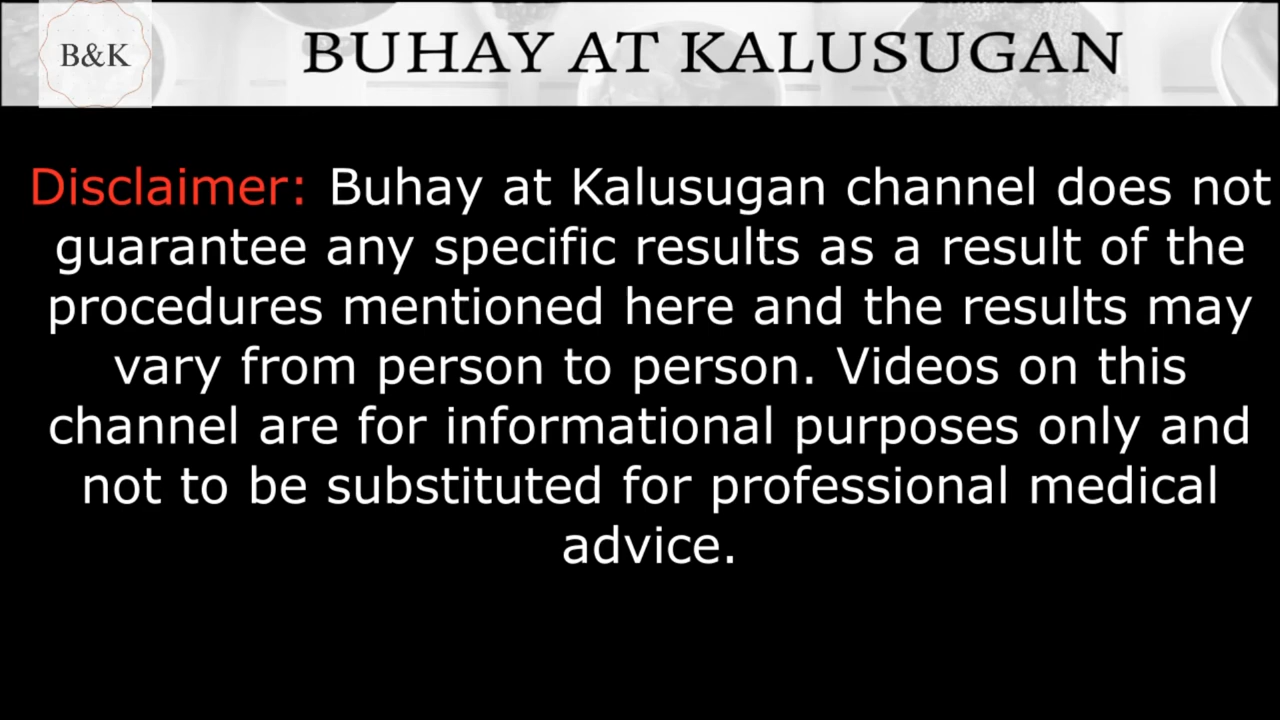 B&K
BUHAY AT KALUSUGAN
Disclaimer: Buhay at Kalusugan channel does not
guarantee any specific results as a result of the
procedures mentioned here and the results may
vary from person to person. Videos on this
channel are for informational purposes only and
not to be substituted for professional medical
advice.